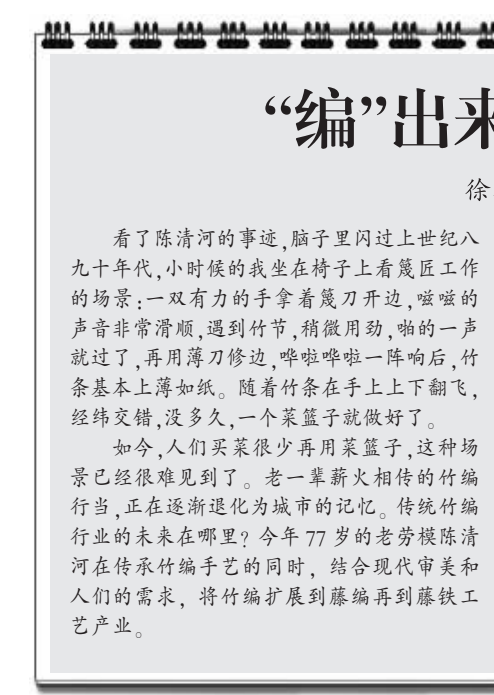 “编”出来
徐
看了陈清河的事迹,脑子里闪过上世纪八
九十年代,小时候的我坐在椅子上看篾匠工作
的场景:一双有力的手拿着篾刀开边,嗞嗞的
声音非常滑顺,遇到竹节,稍微用劲,啪的一声
就过了,再用薄刀修边,哗啦哗啦一阵响后,竹
条基本上薄如纸。随着竹条在手上上下翻飞,
经纬交错,没多久,一个菜篮子就做好了。
如今,人们买菜很少再用菜篮子,这种场
景已经很难见到了。老一辈薪火相传的竹编
行当,正在逐渐退化为城市的记忆。传统竹编
行业的未来在哪里?今年 77 岁的老劳模陈清
河在传承竹编手艺的同时，结合现代审美和
人们的需求，将竹编扩展到藤编再到藤铁工
艺产业。